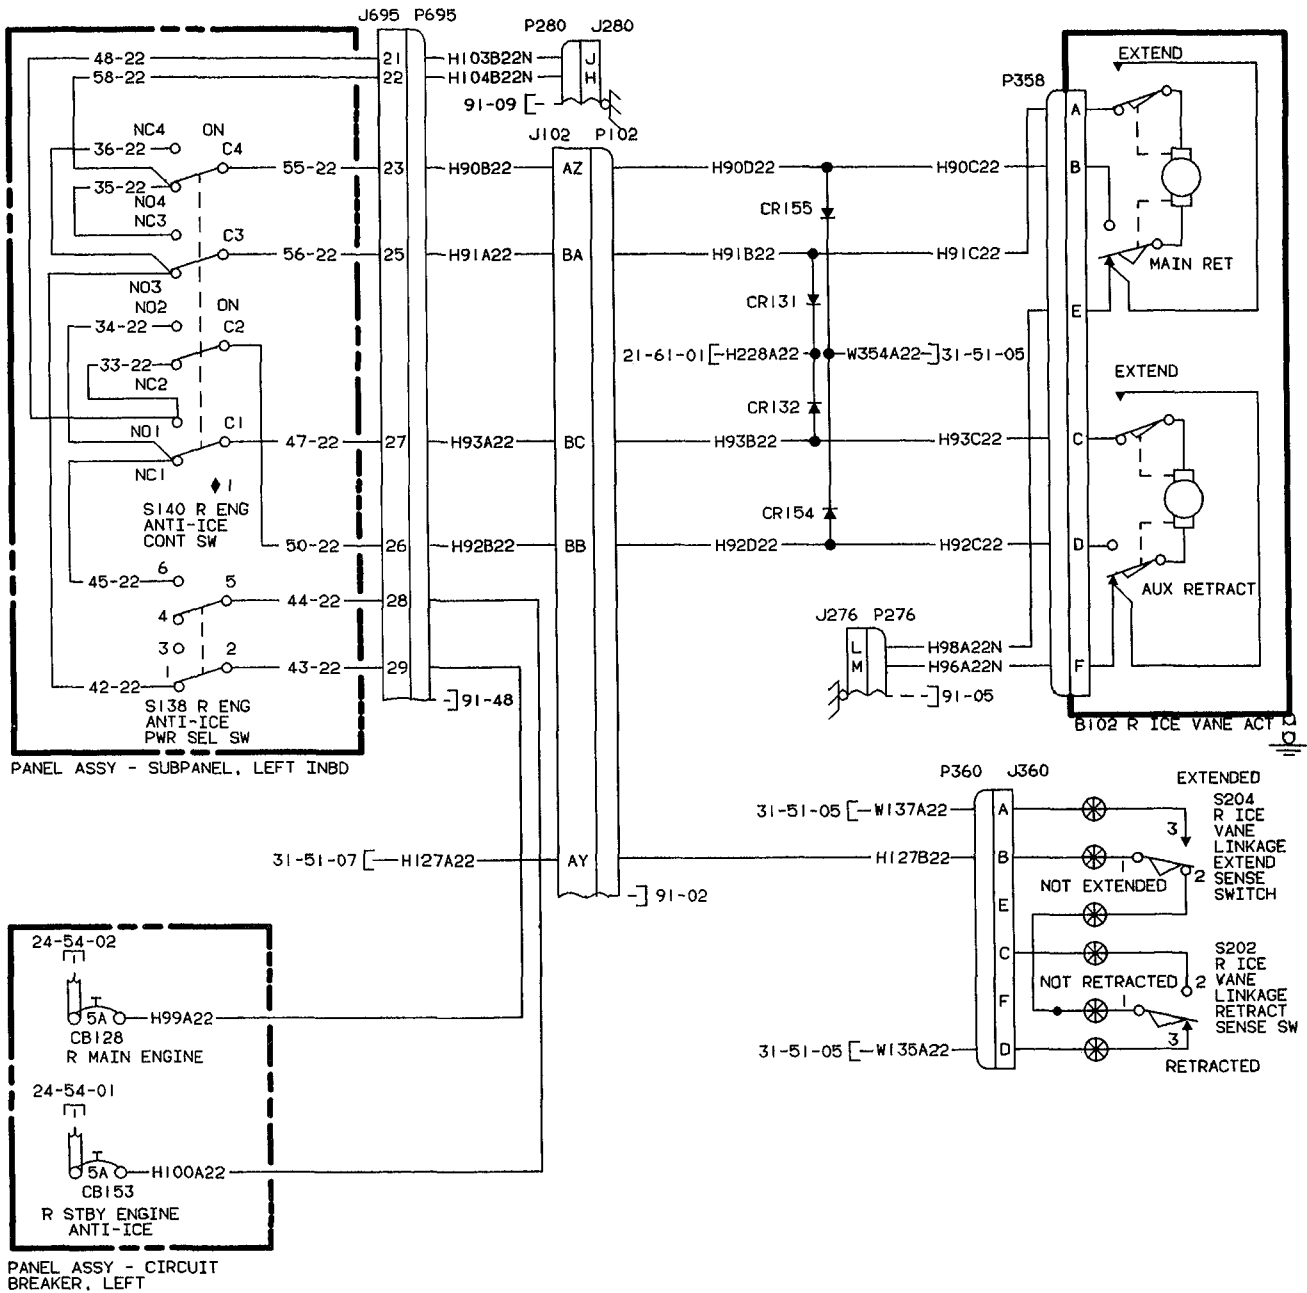 J695 P695
P280 J280
EXTEND
48-22
21
H103B22N
J
58-22
22
H104B22N
H
P358
91-09
NC4
ON
J102 P102
A
36-22
C4
55-22
23
H90B22
AZ
H90D22
H90C22
B
35-22
NO4
CR155
NC3
C3
56-22
25
H91A22
BA
H91B22
H91C22
MAIN RET
NO3
NO2
ON
CR131
E
34-22
C2
21-61-01
H228A22
W354A22
31-51-05
33-22
EXTEND
NC2
CR132
NO1
C1
47-22
27
H93A22
BC
H93B22
H93C22
C
NC1
1
S140 R ENG
ANTI-ICE
CONT SW
CR154
50-22
26
H92B22
BB
H92D22
H92C22
D
6
45-22
5
AUX RETRACT
44-22
28
4
J276 P276
3
2
L
H98A22N
1
43-22
29
M
H96A22N
F
42-22
91-48
91-05
S138 R ENG
ANTI-ICE
PWR SEL SW
B102 R ICE VANE ACT
PANEL ASSY - SUBPANEL, LEFT INBD
P360 J360
EXTENDED
31-51-05
W137A22
A
3
S204
R ICE
VANE
LINKAGE
EXTEND
SENSE
SWITCH
31-51-07
H127A22
AY
H127B22
B
1
2
NOT EXTENDED
91-02
E
24-54-02
C
S202
R ICE
VANE
LINKAGE
RETRACT
SENSE SW
NOT RETRACTED
2
1
F
5A
H99A22
CB128
R MAIN ENGINE
31-51-05
W135A22
D
3
RETRACTED
24-54-01
5A
H100A22
CB153
R STBY ENGINE
ANTI-ICE
PANEL ASSY - CIRCUIT
BREAKER, LEFT